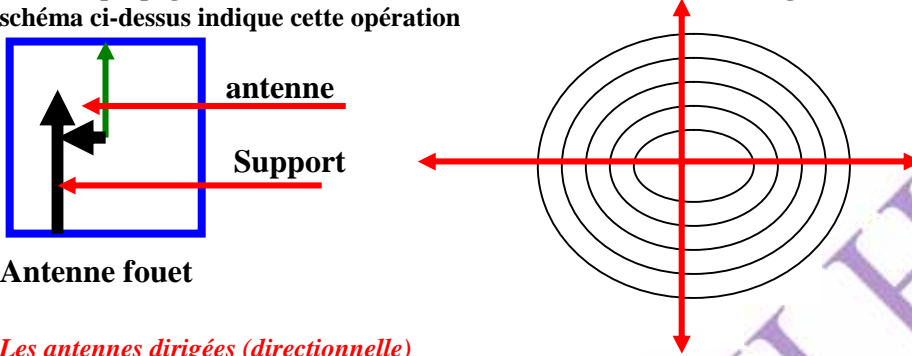 schéma ci-dessus indique cette opération
antenne
Support
Antenne fouet
Les antennes dirigées (directionnelle)